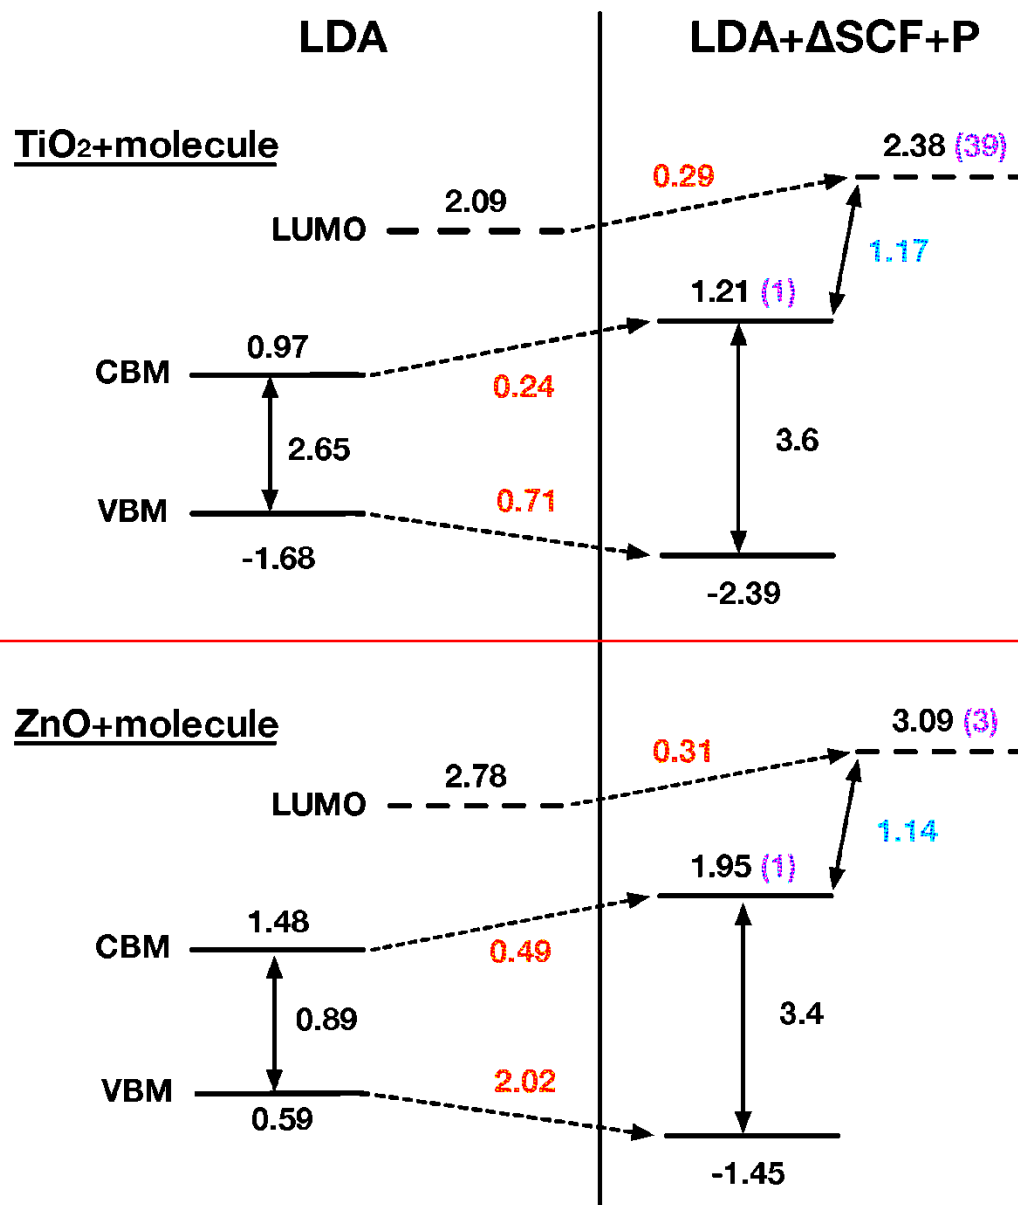 LDA
LDA+ΔSCF+P
TiO2+molecule
2.38 (39)
0.29
2.09
LUMO
1.17
1.21 (1)
0.97
CBM
0.24
2.65
3.6
0.71
VBM
-1.68
-2.39
ZnO+molecule
3.09 (3)
0.31
2.78
LUMO
1.14
1.95 (1)
1.48
CBM
0.49
0.89
3.4
2.02
VBM
0.59
-1.45